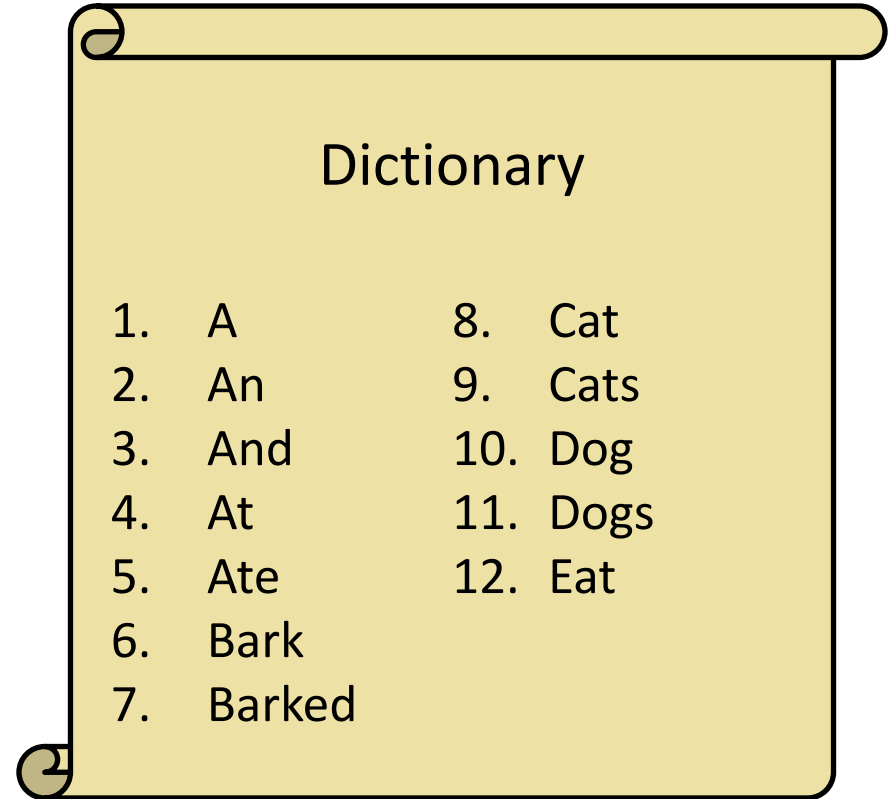 Dictionary
1. A
2. An
3. And
4. At
5. Ate
6. Bark
7. Barked
8. Cat
9. Cats
10. Dog
11. Dogs
12. Eat